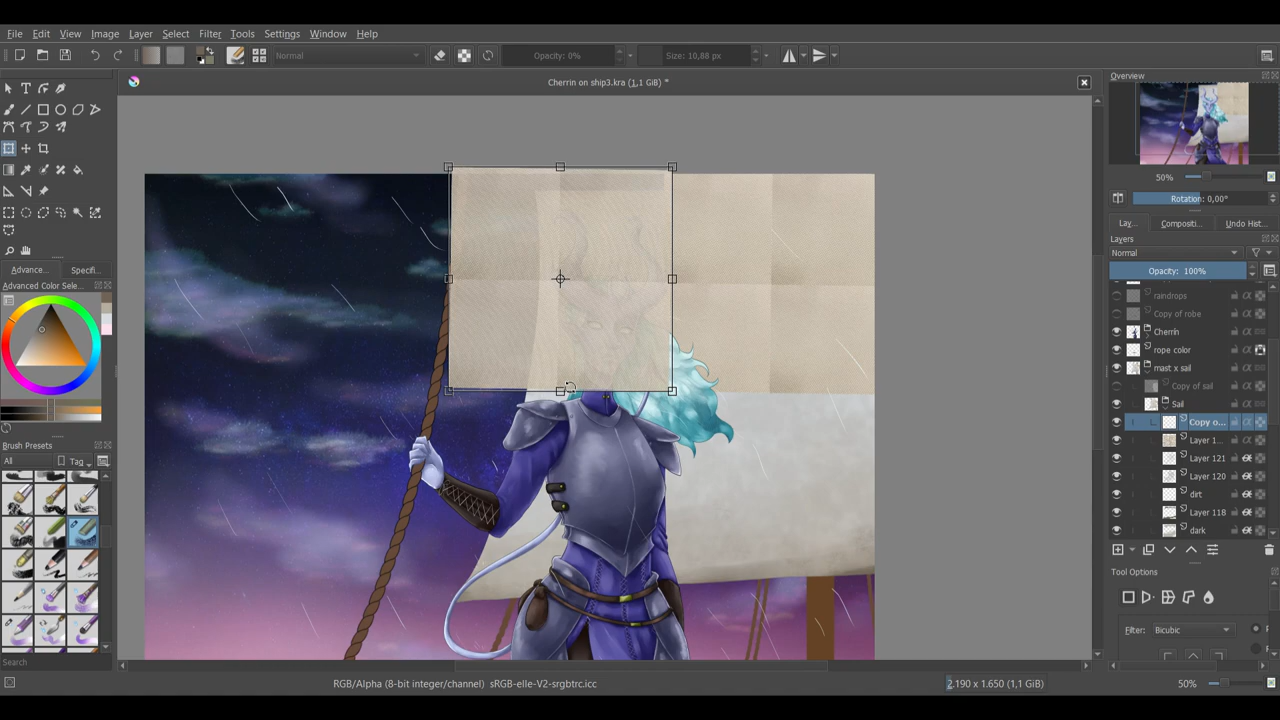 File Edit View Image Layer Select Filter Tools Settings Window Help
Normal Opacity: 0% Size: 10,88 px
Cherrin on ship3.kra (1,1 GiB) *
Overview
50%
Rotation: 0,00°
Lay... Compositi... Undo Hist...
Layers
Normal
Opacity: 100%
raindrops
Copy of robe
Cherrin
rope color
mast x sail
Copy of sail
Sail
Copy o...
Layer 1...
Layer 121
Layer 120
dirt
Layer 118
dark
Tool Options
Filter: Bicubic
Advance... Specifi...
Advanced Color Sele...
Brush Presets
All Tag
Search
RGB/Alpha (8-bit integer/channel) sRGB-elle-V2-srgbtrc.icc
2.190 x 1.650 (1,1 GiB)
50%